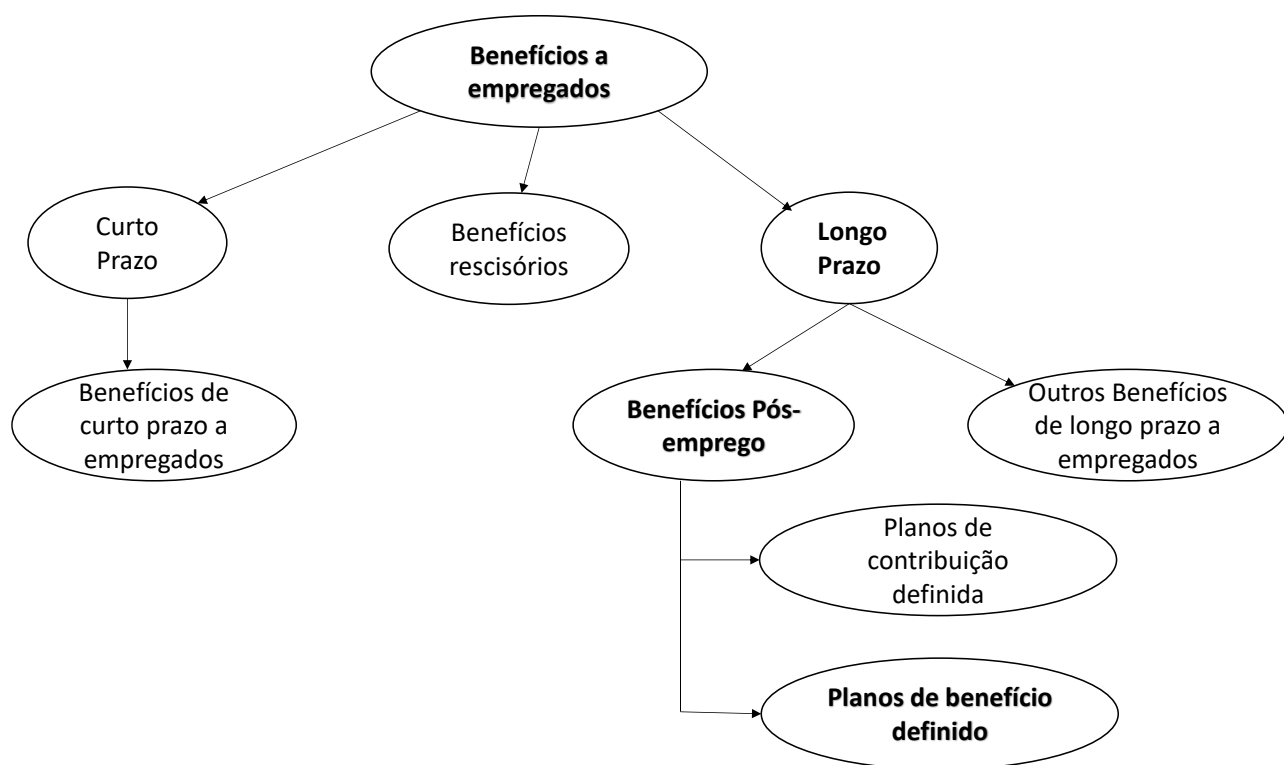 Benefícios a
empregados
Curto
Prazo
Benefícios
rescisórios
Longo
Prazo
Benefícios de
curto prazo a
empregados
Benefícios Pós-
emprego
Outros Benefícios
de longo prazo a
empregados
Planos de
contribuição
definida
Planos de benefício
definido